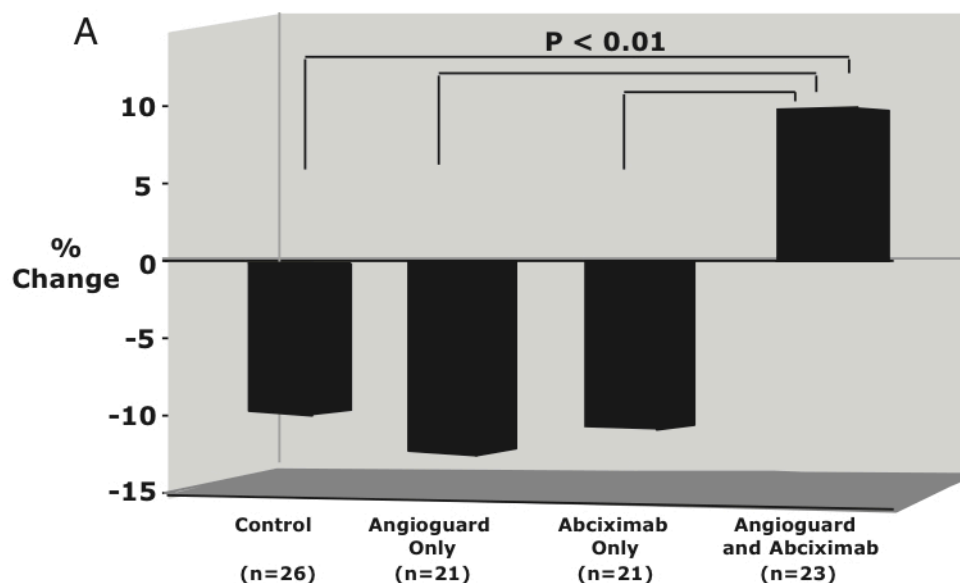 A
P < 0.01
10
5
%
Change
0
-5
-10
-15
Control
(n=26)
Angioguard
Only
(n=21)
Abciximab
Only
(n=21)
Angioguard
and Abciximab
(n=23)